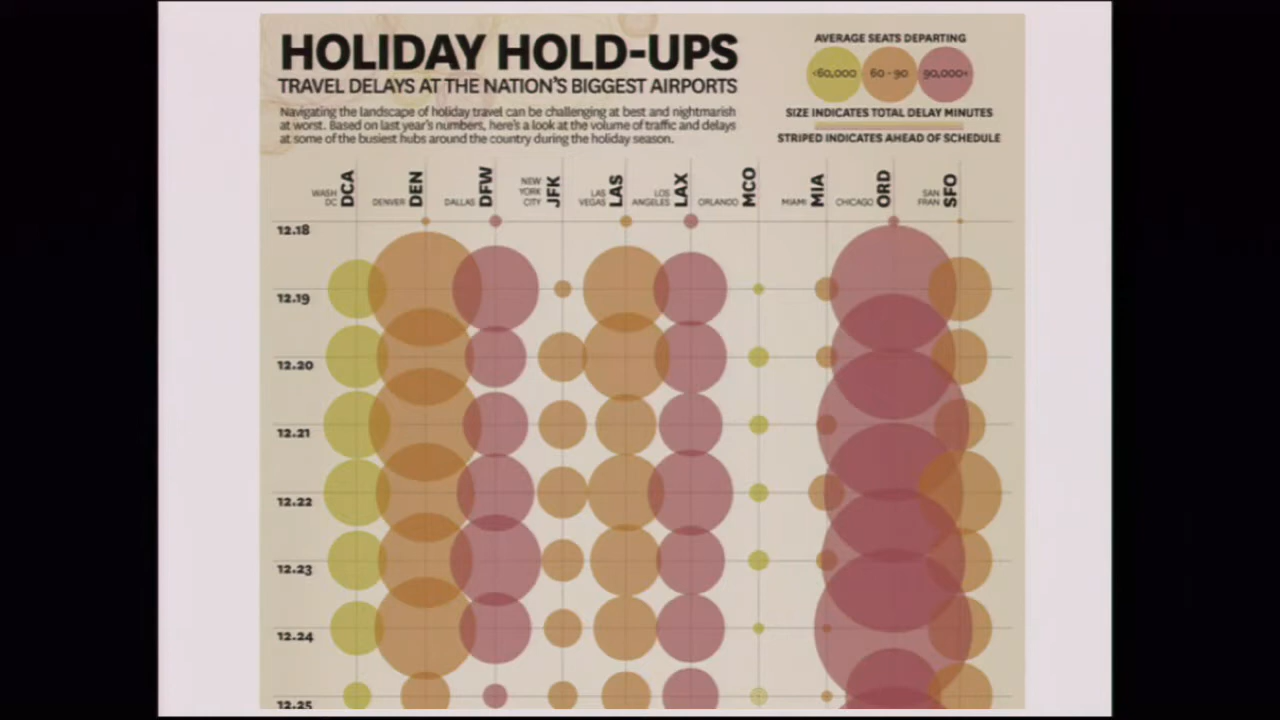 HOLIDAY HOLD-UPS
TRAVEL DELAYS AT THE NATION'S BIGGEST AIRPORTS
Navigating the landscape of holiday travel can be challenging at best and nightmarish
at worst. Based on last year's numbers, here's a look at the volume of traffic and delays
at some of the busiest hubs around the country during the holiday season.
AVERAGE SEATS DEPARTING
<60,000 60-90 90,000<
SIZE INDICATES TOTAL DELAY MINUTES
STRIPED INDICATES AHEAD OF SCHEDULE
WASH DC
DCA
DENVER
DEN
DALLAS
DFW
NEW YORK CITY
JFK
LAS VEGAS
LAS
LOS ANGELES
LAX
ORLANDO
MCO
MIAMI
MIA
CHICAGO
ORD
SAN FRAN
SFO
12.18
12.19
12.20
12.21
12.22
12.23
12.24
12.25